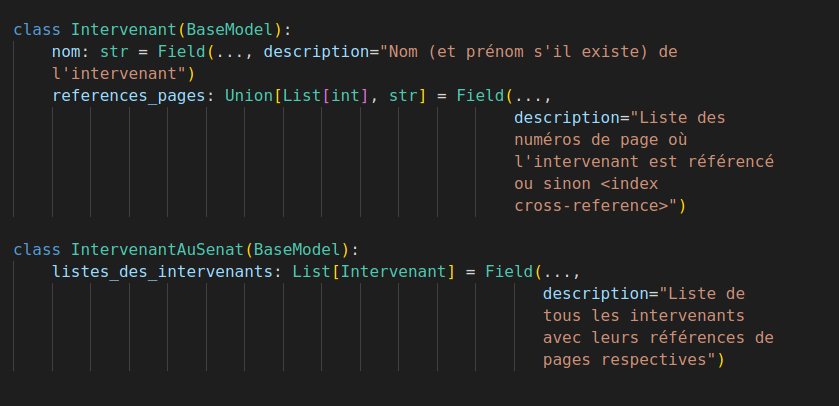 class Intervenant(BaseModel):
    nom: str = Field(..., description="Nom (et prénom s'il existe) de
    l'intervenant")
    references_pages: Union[List[int], str] = Field(...,
                                                    description="Liste des
                                                    numéros de page où
                                                    l'intervenant est référencé
                                                    ou sinon <index
                                                    cross-reference>")
class IntervenantAuSenat(BaseModel):
    listes_des_intervenants: List[Intervenant] = Field(...,
                                                       description="Liste de
                                                       tous les intervenants
                                                       avec leurs références de
                                                       pages respectives")